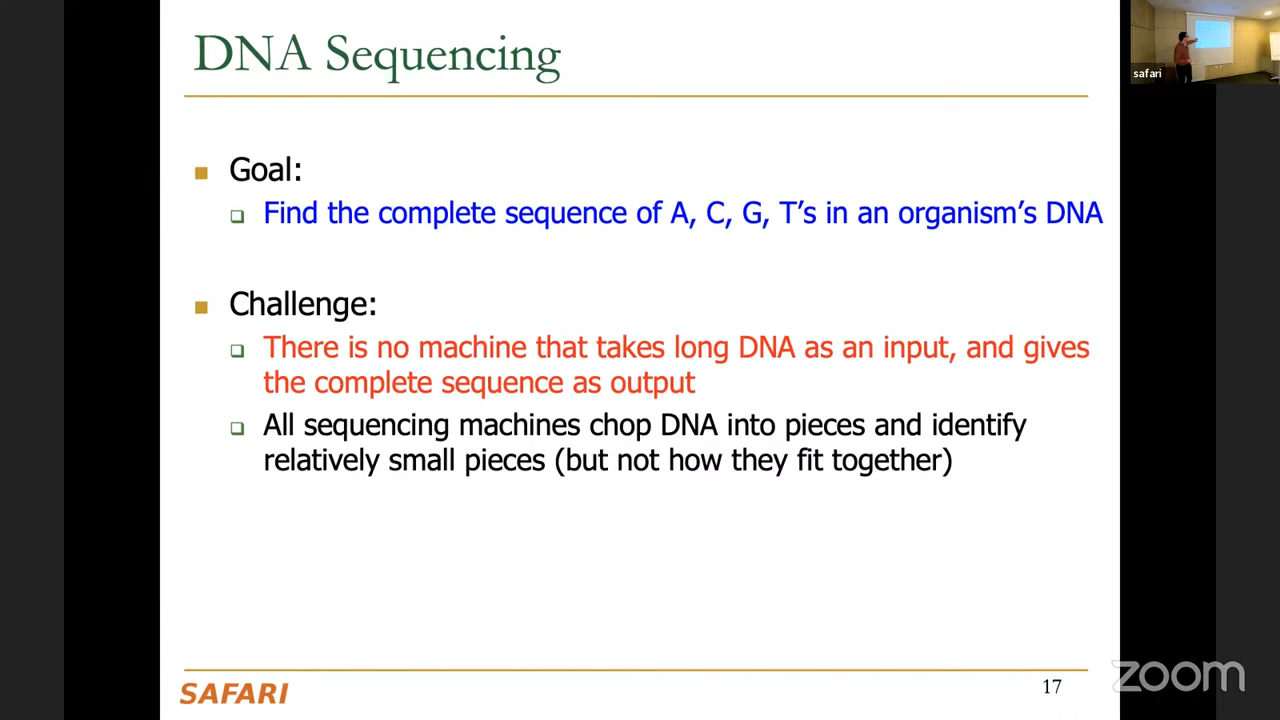 DNA Sequencing
safari
Goal:
Find the complete sequence of A, C, G, T’s in an organism’s DNA
Challenge:
There is no machine that takes long DNA as an input, and gives
the complete sequence as output
All sequencing machines chop DNA into pieces and identify
relatively small pieces (but not how they fit together)
SAFARI
17
zoom